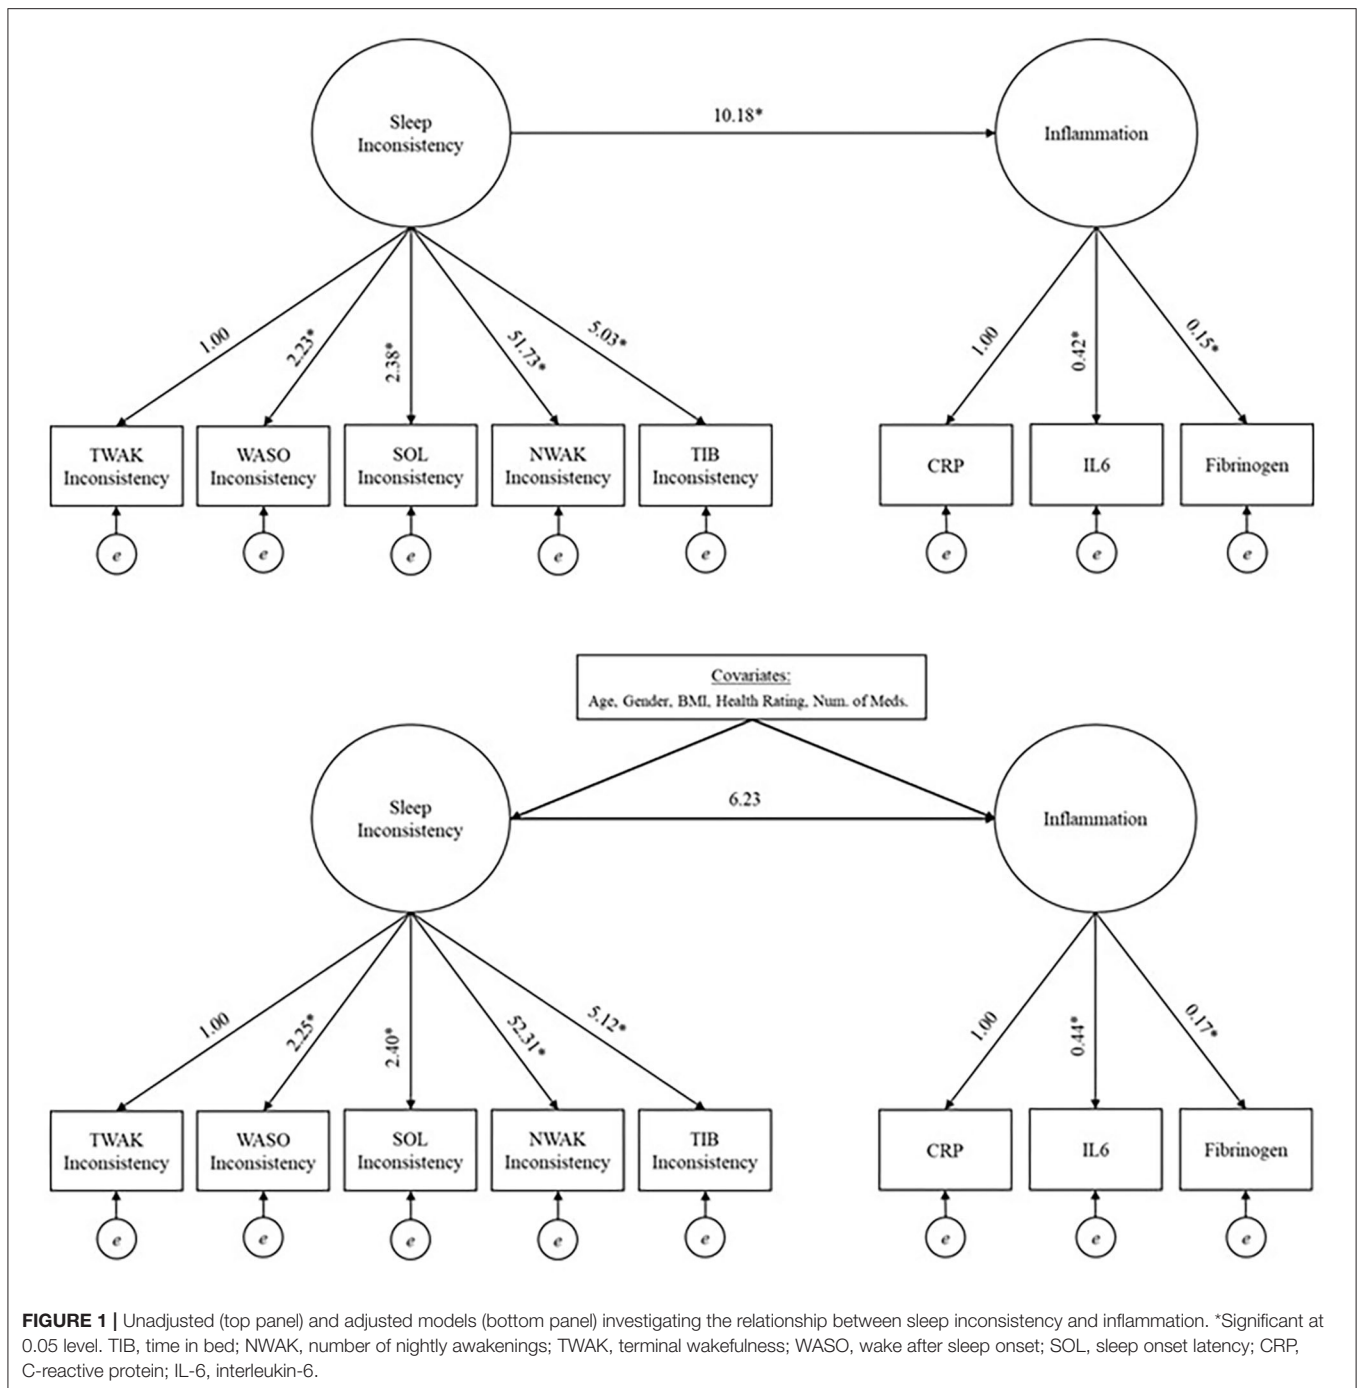 Sleep
Inconsistency
10.18*
Inflammation
1.00
2.23*
2.38*
51.73*
5.03*
1.00
0.42*
0.15*
TWAK
Inconsistency
WASO
Inconsistency
SOL
Inconsistency
NWAK
Inconsistency
TIB
Inconsistency
CRP
IL6
Fibrinogen
e
e
e
e
e
e
e
e
Covariates:
Age, Gender, BMI, Health Rating, Num. of Meds.
Sleep
Inconsistency
6.23
Inflammation
1.00
2.25*
2.40*
52.31*
5.12*
1.00
0.44*
0.17*
TWAK
Inconsistency
WASO
Inconsistency
SOL
Inconsistency
NWAK
Inconsistency
TIB
Inconsistency
CRP
IL6
Fibrinogen
e
e
e
e
e
e
e
e
FIGURE 1 | Unadjusted (top panel) and adjusted models (bottom panel) investigating the relationship between sleep inconsistency and inflammation. *Significant at
0.05 level. TIB, time in bed; NWAK, number of nightly awakenings; TWAK, terminal wakefulness; WASO, wake after sleep onset; SOL, sleep onset latency; CRP,
C-reactive protein; IL-6, interleukin-6.